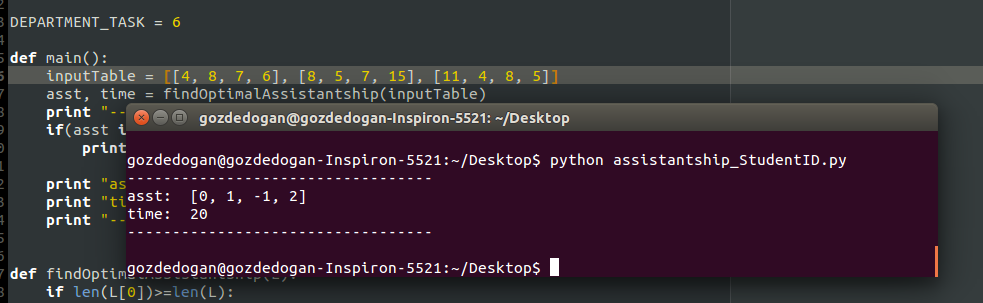 DEPARTMENT_TASK = 6
def main():
inputTable = [[4, 8, 7, 6], [8, 5, 7, 15], [11, 4, 8, 5]]
asst, time = findOptimalAssistantship(inputTable)
print "--
if(asst i
print
print "as
print "ti
print "--
gozdedogan@gozdedogan-Inspiron-5521: ~/Desktop
gozdedogan@gozdedogan-Inspiron-5521:~/Desktop$ python assistantship_StudentID.py
----------------------------------
asst:  [0, 1, -1, 2]
time:  20
----------------------------------
gozdedogan@gozdedogan-Inspiron-5521:~/Desktop$
def
if len(L[0])>=len(L):